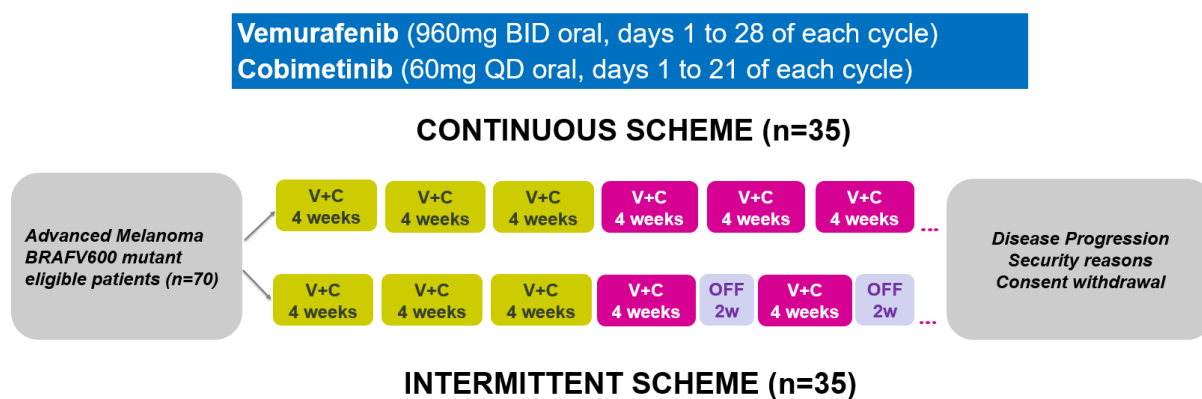 Vemurafenib (960mg BID oral, days 1 to 28 of each cycle)
Cobimetinib (60mg QD oral, days 1 to 21 of each cycle)
CONTINUOUS SCHEME (n=35)
Advanced Melanoma
BRAFV600 mutant
eligible patients (n=70)
V+C
4 weeks
V+C
4 weeks
V+C
4 weeks
V+C
4 weeks
V+C
4 weeks
V+C
4 weeks
...
V+C
4 weeks
V+C
4 weeks
V+C
4 weeks
V+C
4 weeks
OFF
2w
V+C
4 weeks
OFF
2w
...
Disease Progression
Security reasons
Consent withdrawal
INTERMITTENT SCHEME (n=35)